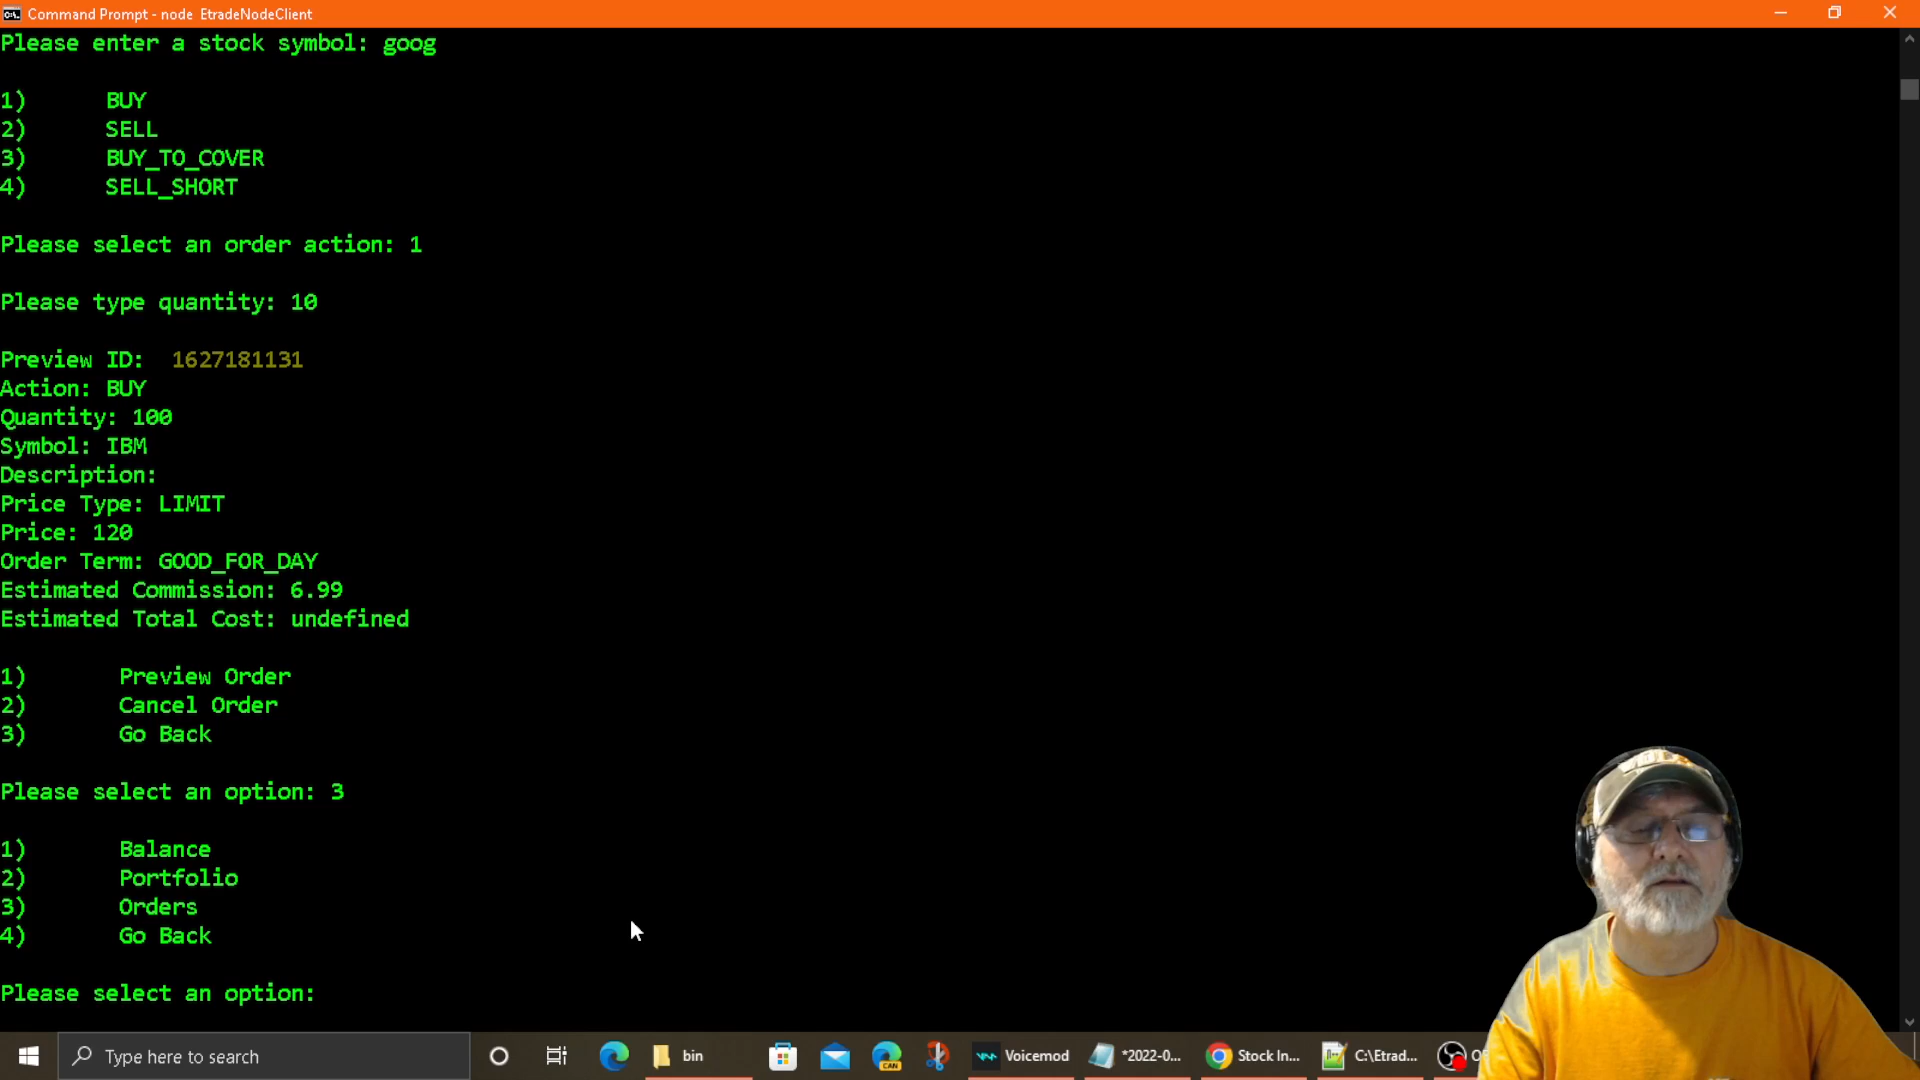 Command Prompt - node EtradeNodeClient
Please enter a stock symbol: goog
1) BUY
2) SELL
3) BUY_TO_COVER
4) SELL_SHORT
Please select an order action: 1
Please type quantity: 10
Preview ID: 1627181131
Action: BUY
Quantity: 100
Symbol: IBM
Description:
Price Type: LIMIT
Price: 120
Order Term: GOOD_FOR_DAY
Estimated Commission: 6.99
Estimated Total Cost: undefined
1) Preview Order
2) Cancel Order
3) Go Back
Please select an option: 3
1) Balance
2) Portfolio
3) Orders
4) Go Back
Please select an option:
Type here to search bin CAN Voicemod *2022-0... Stock In... C:\Etrad...